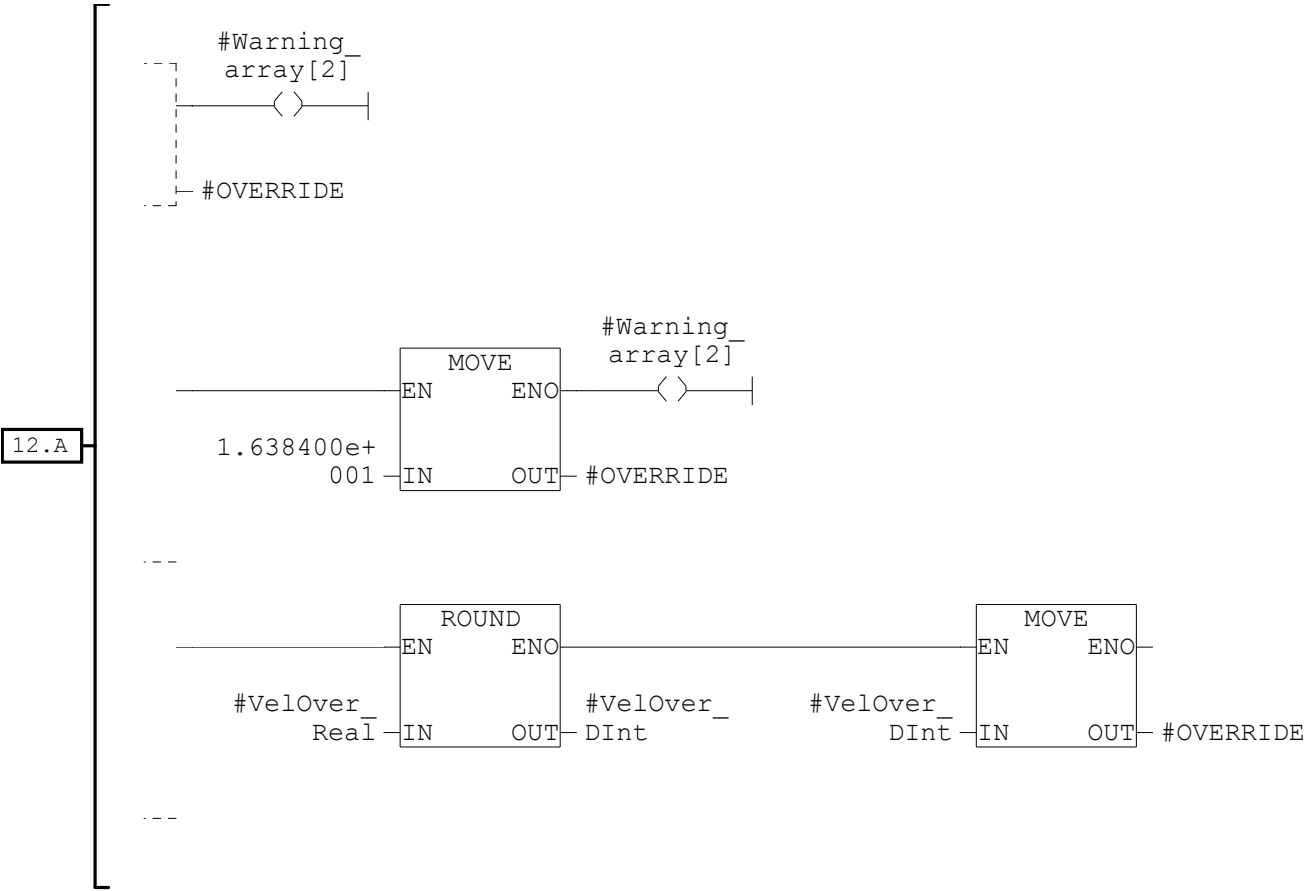 #Warning_
array[2]
#OVERRIDE
#Warning_
array[2]
MOVE
EN ENO
12.A
1.638400e+
001 IN OUT #OVERRIDE
ROUND MOVE
EN ENO EN ENO
#VelOver_ #VelOver_ #VelOver_
Real IN OUT DInt DInt IN OUT #OVERRIDE